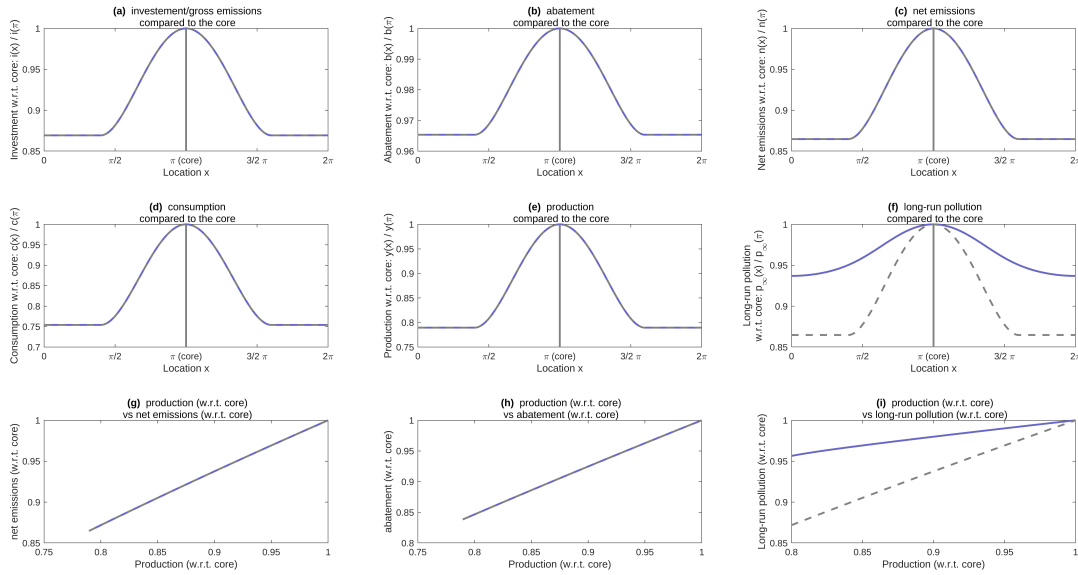 (a) investement/gross emissions
compared to the core
Investment w.r.t. core: i(x) / i(π)
1
0.95
0.9
0.85
0
π/2
π (core)
3/2 π
2π
Location x
(b) abatement
compared to the core
Abatement w.r.t. core: b(x) / b(π)
1
0.99
0.98
0.97
0.96
0
π/2
π (core)
3/2 π
2π
Location x
(c) net emissions
compared to the core
Net emissions w.r.t. core: n(x) / n(π)
1
0.95
0.9
0.85
0
π/2
π (core)
3/2 π
2π
Location x
(d) consumption
compared to the core
Consumption w.r.t. core: c(x) / c(π)
1
0.95
0.9
0.85
0.8
0.75
0.7
0
π/2
π (core)
3/2 π
2π
Location x
(e) production
compared to the core
Production w.r.t. core: y(x) / y(π)
1
0.95
0.9
0.85
0.8
0.75
0
π/2
π (core)
3/2 π
2π
Location x
(f) long-run pollution
compared to the core
Long-run pollution
w.r.t. core: p∞(x) / p∞(π)
1
0.95
0.9
0.85
0
π/2
π (core)
3/2 π
2π
Location x
(g) production (w.r.t. core)
vs net emissions (w.r.t. core)
net emissions (w.r.t. core)
1
0.95
0.9
0.85
0.75
0.8
0.85
0.9
0.95
1
Production (w.r.t. core)
(h) production (w.r.t. core)
vs abatement (w.r.t. core)
abatement (w.r.t. core)
1
0.95
0.9
0.85
0.8
0.75
0.8
0.85
0.9
0.95
1
Production (w.r.t. core)
(i) production (w.r.t. core)
vs long-run pollution (w.r.t. core)
Long-run pollution (w.r.t. core)
1
0.95
0.9
0.85
0.8
0.9
1
Production (w.r.t. core)